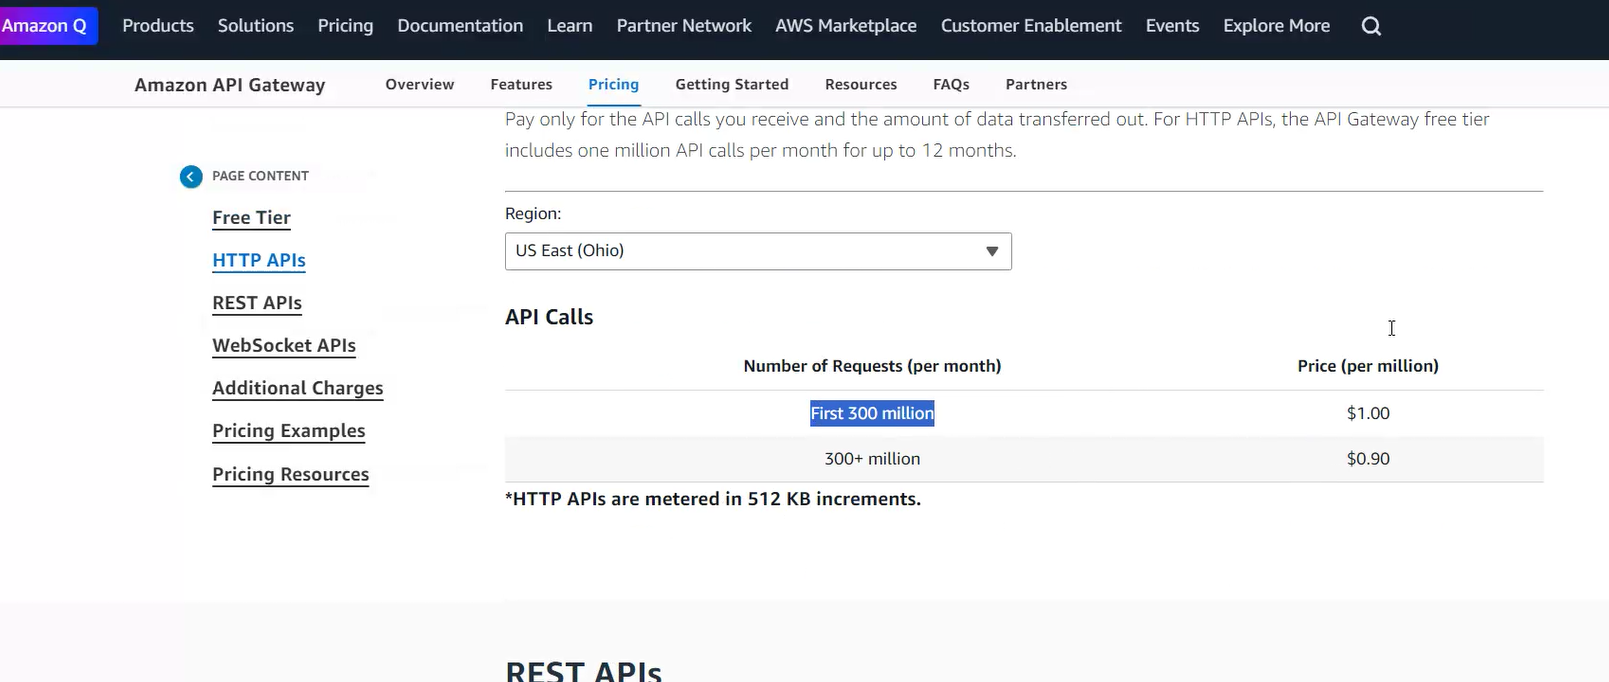 Amazon Q Products Solutions Pricing Documentation Learn Partner Network AWS Marketplace Customer Enablement Events Explore More
Amazon API Gateway Overview Features Pricing Getting Started Resources FAQs Partners
Pay only for the API calls you receive and the amount of data transferred out. For HTTP APIs, the API Gateway free tier
includes one million API calls per month for up to 12 months.
PAGE CONTENT
Free Tier
HTTP APIs
REST APIs
WebSocket APIs
Additional Charges
Pricing Examples
Pricing Resources
Region:
US East (Ohio)
API Calls
Number of Requests (per month) Price (per million)
First 300 million $1.00
300+ million $0.90
*HTTP APIs are metered in 512 KB increments.
REST APIs